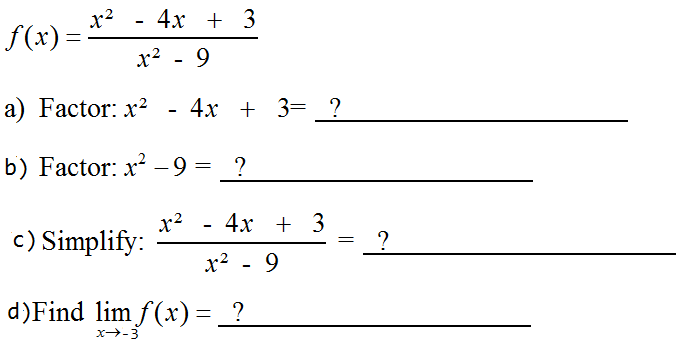 f(x) = (x² - 4x + 3)/(x² - 9)
a) Factor: x² - 4x + 3= ?
b) Factor: x² − 9 = ?
c) Simplify: (x² - 4x + 3)/(x² - 9) = ?
d)Find lim x→-3 f(x) = ?